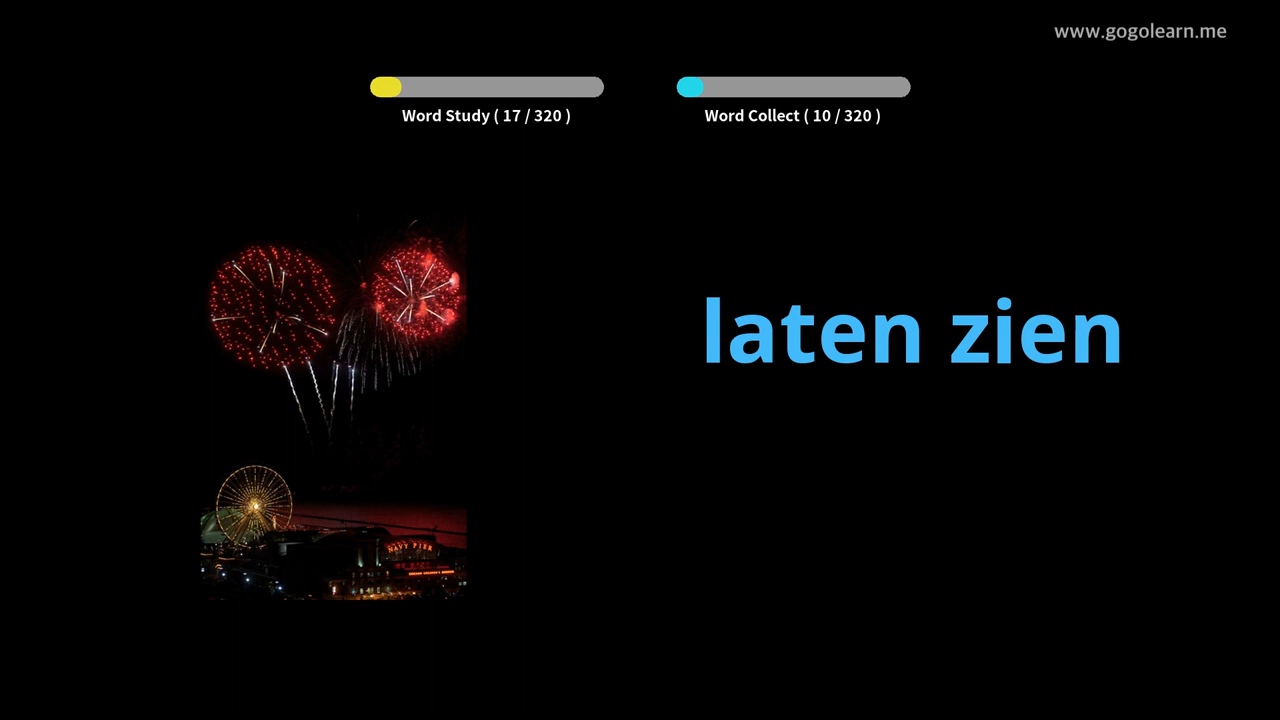 www.gogolearn.me
Word Study ( 17 / 320 )
Word Collect ( 10 / 320 )
laten zien
NAVY PIER